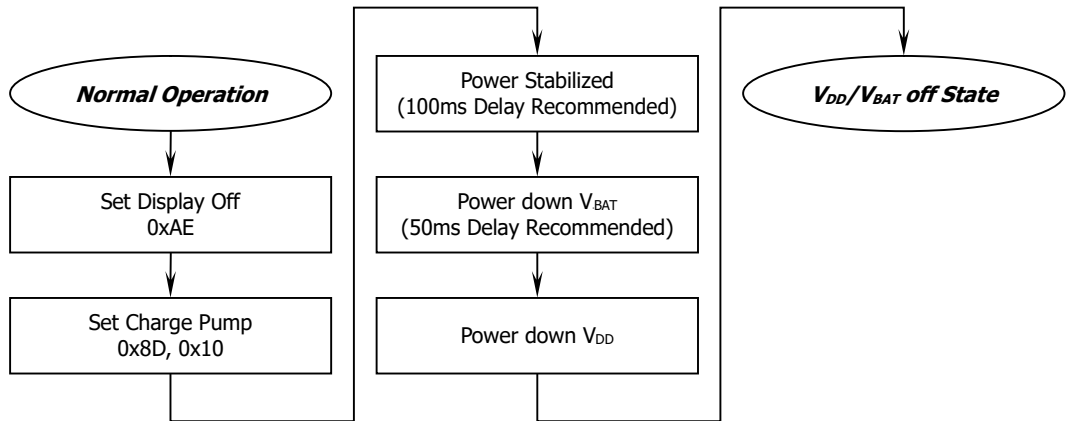 Normal Operation
Set Display Off
0xAE
Set Charge Pump
0x8D, 0x10
Power Stabilized
(100ms Delay Recommended)
Power down VBAT
(50ms Delay Recommended)
Power down VDD
VDD/VBAT off State